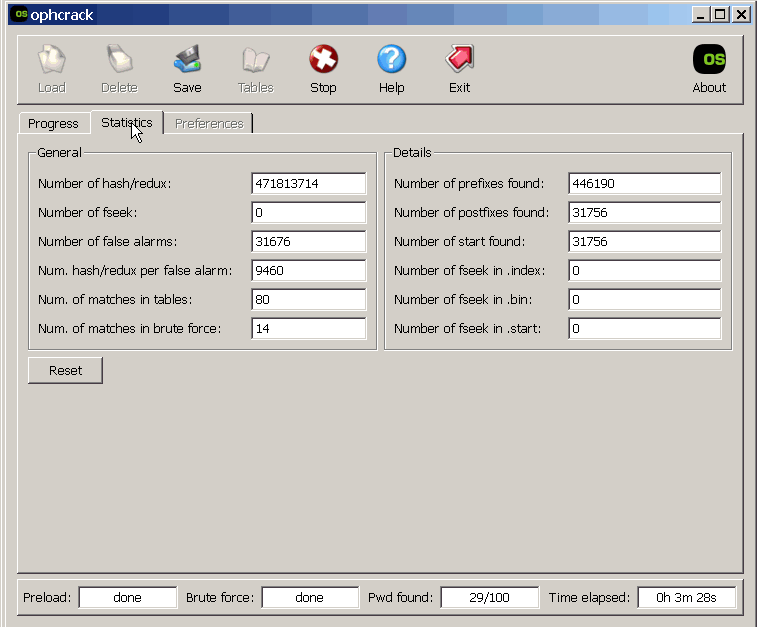 os ophcrack
Load Delete Save Tables Stop Help Exit OS About
Progress Statistics Preferences
General
Number of hash/redux: 471813714
Number of fseek: 0
Number of false alarms: 31676
Num. hash/redux per false alarm: 9460
Num. of matches in tables: 80
Num. of matches in brute force: 14
Details
Number of prefixes found: 446190
Number of postfixes found: 31756
Number of start found: 31756
Number of fseek in .index: 0
Number of fseek in .bin: 0
Number of fseek in .start: 0
Reset
Preload: done Brute force: done Pwd found: 29/100 Time elapsed: 0h 3m 28s